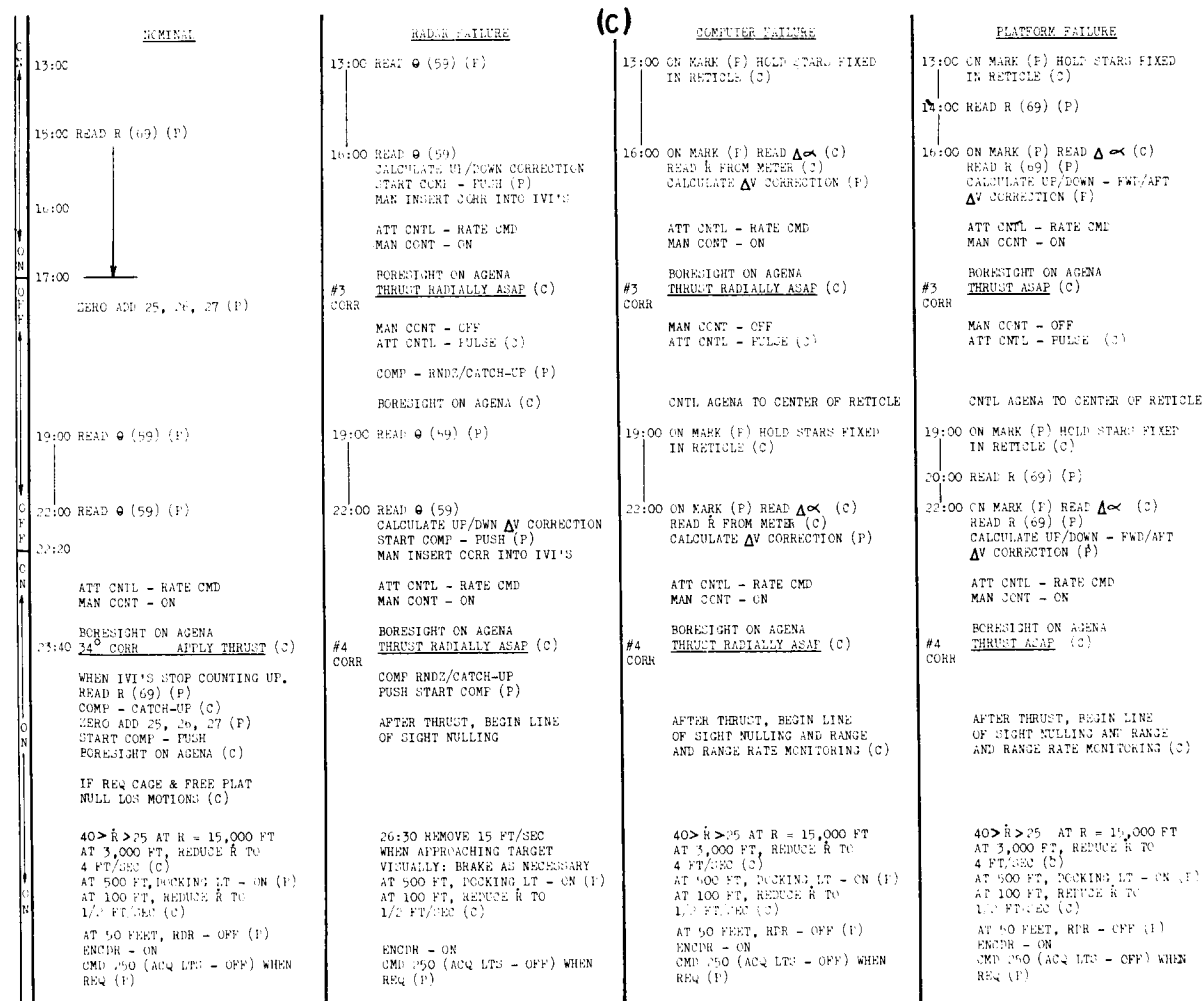 (C)
NOMINAL
13:00
15:00 READ R (69) (P)
16:00
17:00
ZERO ADD 25, 26, 27 (P)
19:00 READ θ (59) (P)
22:00 READ θ (59) (P)
22:20
ATT CNTL - RATE CMD
MAN CONT - ON
BORESIGHT ON AGENA
23:40 34° CORR APPLY THRUST (C)
WHEN IVI'S STOP COUNTING UP.
READ R (69) (P)
COMP - CATCH-UP (C)
ZERO ADD 25, 26, 27 (P)
START COMP - PUSH
BORESIGHT ON AGENA (C)
IF REQ CAGE & FREE PLAT
NULL LOS MOTIONS (C)
40 > Ṙ > 25 AT R = 15,000 FT
AT 3,000 FT, REDUCE Ṙ TO
4 FT/SEC (C)
AT 500 FT, DOCKING LT - ON (P)
AT 100 FT, REDUCE Ṙ TO
1/2 FT/SEC (C)
AT 50 FEET, RDR - OFF (P)
ENCDR - ON
CMD 250 (ACQ LTS - OFF) WHEN
REQ (P)
RADAR FAILURE
13:00 READ θ (59) (P)
16:00 READ θ (59)
CALCULATE UP/DOWN CORRECTION
START COMP - PUSH (P)
MAN INSERT CORR INTO IVI'S
ATT CNTL - RATE CMD
MAN CONT - ON
BORESIGHT ON AGENA
#3 THRUST RADIALLY ASAP (C)
CORR
MAN CONT - OFF
ATT CNTL - PULSE (C)
COMP - RNDZ/CATCH-UP (P)
BORESIGHT ON AGENA (C)
19:00 READ θ (59) (P)
22:00 READ θ (59)
CALCULATE UP/DWN ΔV CORRECTION
START COMP - PUSH (P)
MAN INSERT CORR INTO IVI'S
ATT CNTL - RATE CMD
MAN CONT - ON
BORESIGHT ON AGENA
#4 THRUST RADIALLY ASAP (C)
CORR
COMP RNDZ/CATCH-UP
PUSH START COMP (P)
AFTER THRUST, BEGIN LINE
OF SIGHT NULLING
26:30 REMOVE 15 FT/SEC
WHEN APPROACHING TARGET
VISUALLY: BRAKE AS NECESSARY
AT 500 FT, DOCKING LT - ON (P)
AT 100 FT, REDUCE Ṙ TO
1/2 FT/SEC (C)
ENCDR - ON
CMD 250 (ACQ LTS - OFF) WHEN
REQ (P)
COMPUTER FAILURE
13:00 ON MARK (P) HOLD STARS FIXED
IN RETICLE (C)
16:00 ON MARK (P) READ Δ∝ (C)
READ Ṙ FROM METER (C)
CALCULATE ΔV CORRECTION (P)
ATT CNTL - RATE CMD
MAN CONT - ON
BORESIGHT ON AGENA
#3 THRUST RADIALLY ASAP (C)
CORR
MAN CONT - OFF
ATT CNTL - PULSE (C)
CNTL AGENA TO CENTER OF RETICLE
19:00 ON MARK (P) HOLD STARS FIXED
IN RETICLE (C)
22:00 ON MARK (P) READ Δ∝ (C)
READ Ṙ FROM METER (C)
CALCULATE ΔV CORRECTION (P)
ATT CNTL - RATE CMD
MAN CONT - ON
BORESIGHT ON AGENA
#4 THRUST RADIALLY ASAP (C)
CORR
AFTER THRUST, BEGIN LINE
OF SIGHT NULLING AND RANGE
AND RANGE RATE MONITORING (C)
40 > Ṙ > 25 AT R = 15,000 FT
AT 3,000 FT, REDUCE Ṙ TO
4 FT/SEC (C)
AT 500 FT, DOCKING LT - ON (P)
AT 100 FT, REDUCE Ṙ TO
1/2 FT/SEC (C)
AT 50 FEET, RDR - OFF (P)
ENCDR - ON
CMD 250 (ACQ LTS - OFF) WHEN
REQ (P)
PLATFORM FAILURE
13:00 ON MARK (P) HOLD STARS FIXED
IN RETICLE (C)
14:00 READ R (69) (P)
16:00 ON MARK (P) READ Δ∝ (C)
READ R (69) (P)
CALCULATE UP/DOWN - FWD/AFT
ΔV CORRECTION (P)
ATT CNTL - RATE CMD
MAN CONT - ON
BORESIGHT ON AGENA
#3 THRUST ASAP (C)
CORR
MAN CONT - OFF
ATT CNTL - PULSE (C)
CNTL AGENA TO CENTER OF RETICLE
19:00 ON MARK (P) HOLD STARS FIXED
IN RETICLE (C)
20:00 READ R (69) (P)
22:00 ON MARK (P) READ Δ∝ (C)
READ R (69) (P)
CALCULATE UP/DOWN - FWD/AFT
ΔV CORRECTION (P)
ATT CNTL - RATE CMD
MAN CONT - ON
BORESIGHT ON AGENA
#4 THRUST ASAP (C)
CORR
AFTER THRUST, BEGIN LINE
OF SIGHT NULLING AND RANGE
AND RANGE RATE MONITORING (C)
40 > Ṙ > 25 AT R = 15,000 FT
AT 3,000 FT, REDUCE Ṙ TO
4 FT/SEC (C)
AT 500 FT, DOCKING LT - ON (P)
AT 100 FT, REDUCE Ṙ TO
1/2 FT/SEC (C)
AT 50 FEET, RDR - OFF (P)
ENCDR - ON
CMD 250 (ACQ LTS - OFF) WHEN
REQ (P)
ON
OFF
ON
ON
ON